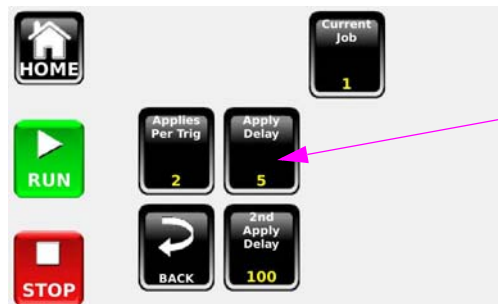 HOME
Current
Job
1
RUN
Applies
Per Trig
2
Apply
Delay
5
STOP
BACK
2nd
Apply
Delay
100